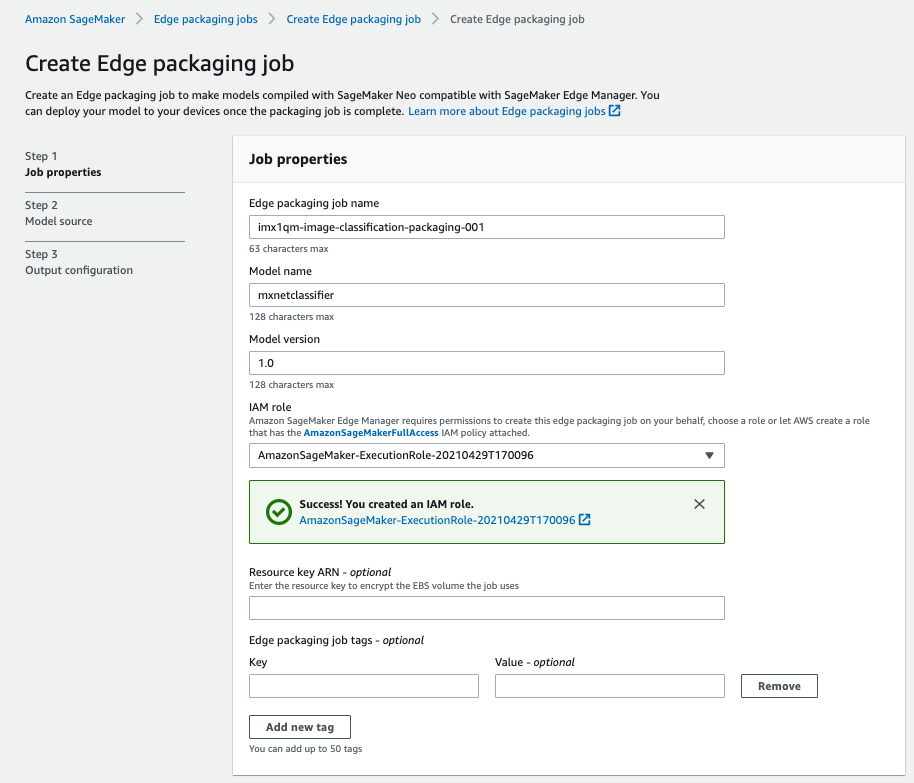 Amazon SageMaker > Edge packaging jobs > Create Edge packaging job > Create Edge packaging job
Create Edge packaging job
Create an Edge packaging job to make models compiled with SageMaker Neo compatible with SageMaker Edge Manager. You
can deploy your model to your devices once the packaging job is complete. Learn more about Edge packaging jobs
Step 1
Job properties
Step 2
Model source
Step 3
Output configuration
Job properties
Edge packaging job name
imx1qm-image-classification-packaging-001
63 characters max
Model name
mxnetclassifier
128 characters max
Model version
1.0
128 characters max
IAM role
Amazon SageMaker Edge Manager requires permissions to create this edge packaging job on your behalf, choose a role or let AWS create a role
that has the AmazonSageMakerFullAccess IAM policy attached.
AmazonSageMaker-ExecutionRole-20210429T170096
Success! You created an IAM role.
AmazonSageMaker-ExecutionRole-20210429T170096
Resource key ARN - optional
Enter the resource key to encrypt the EBS volume the job uses
Edge packaging job tags - optional
Key Value - optional
Remove
Add new tag
You can add up to 50 tags